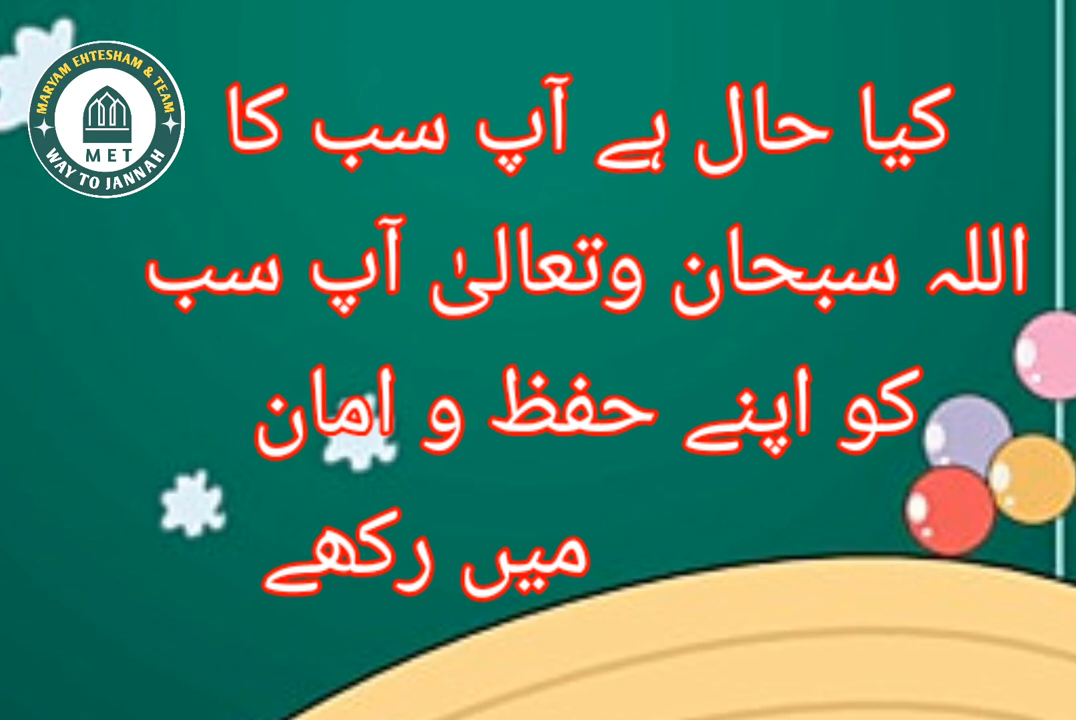 MARYAM EHTESHAM & TEAM
MET
WAY TO JANNAH
کیا حال ہے آپ سب کا
اللہ سبحان وتعالیٰ آپ سب
کو اپنے حفظ و امان
میں رکھے